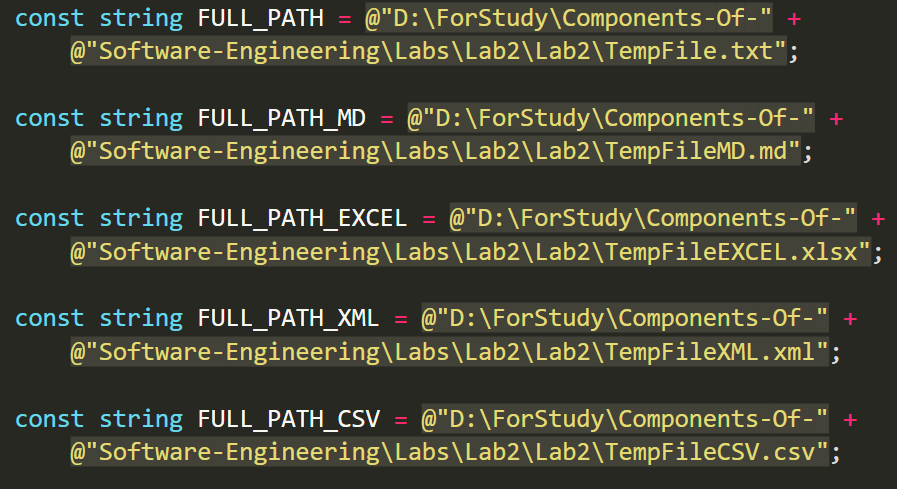 const string FULL_PATH = @"D:\ForStudy\Components-Of-" +
@"Software-Engineering\Labs\Lab2\Lab2\TempFile.txt";
const string FULL_PATH_MD = @"D:\ForStudy\Components-Of-" +
@"Software-Engineering\Labs\Lab2\Lab2\TempFileMD.md";
const string FULL_PATH_EXCEL = @"D:\ForStudy\Components-Of-" +
@"Software-Engineering\Labs\Lab2\Lab2\TempFileEXCEL.xlsx";
const string FULL_PATH_XML = @"D:\ForStudy\Components-Of-" +
@"Software-Engineering\Labs\Lab2\Lab2\TempFileXML.xml";
const string FULL_PATH_CSV = @"D:\ForStudy\Components-Of-" +
@"Software-Engineering\Labs\Lab2\Lab2\TempFileCSV.csv";